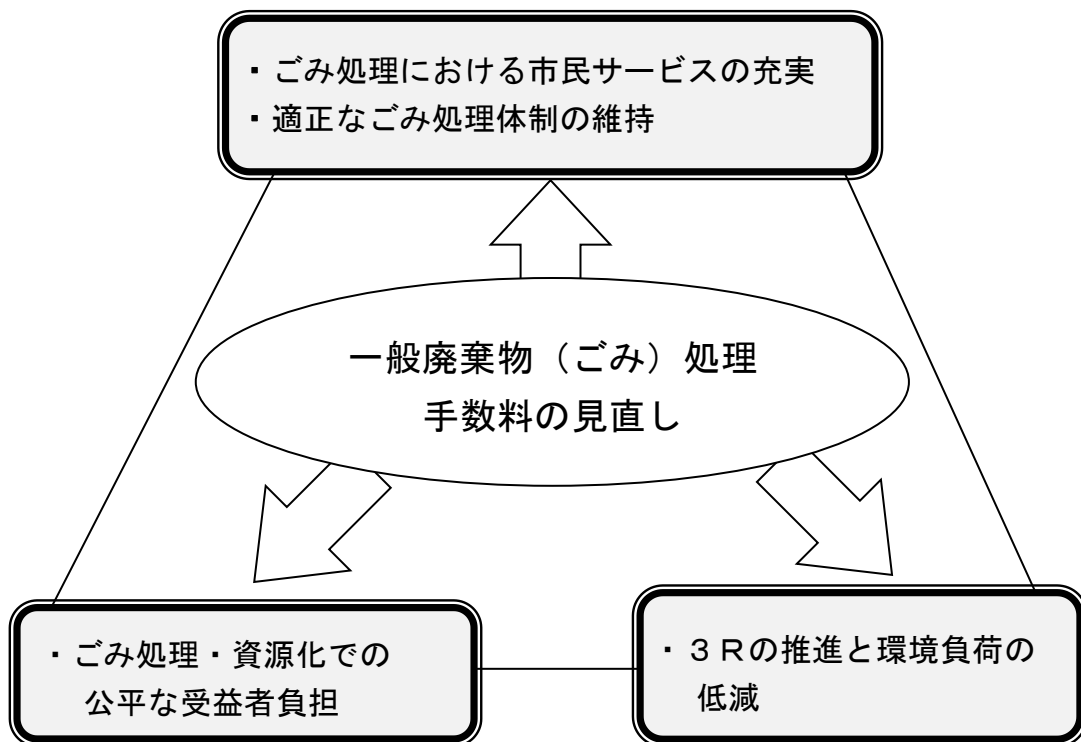 ・ごみ処理における市民サービスの充実
・適正なごみ処理体制の維持
一般廃棄物（ごみ）処理
手数料の見直し
・ごみ処理・資源化での
公平な受益者負担
・３Ｒの推進と環境負荷の
低減